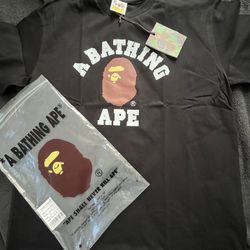 A BATHING
APE
"A BATHING APE®
"APE SHALL NEVER KILL APE"